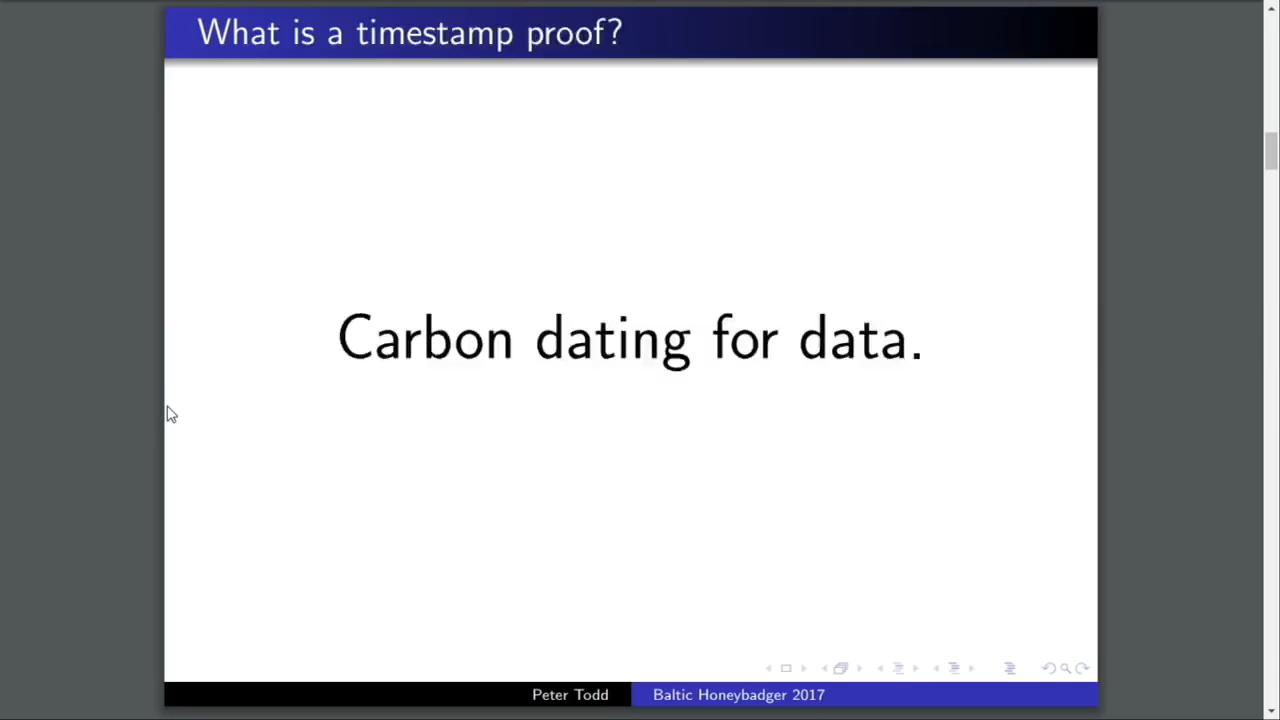 What is a timestamp proof?
Carbon dating for data.
Peter Todd
Baltic Honeybadger 2017